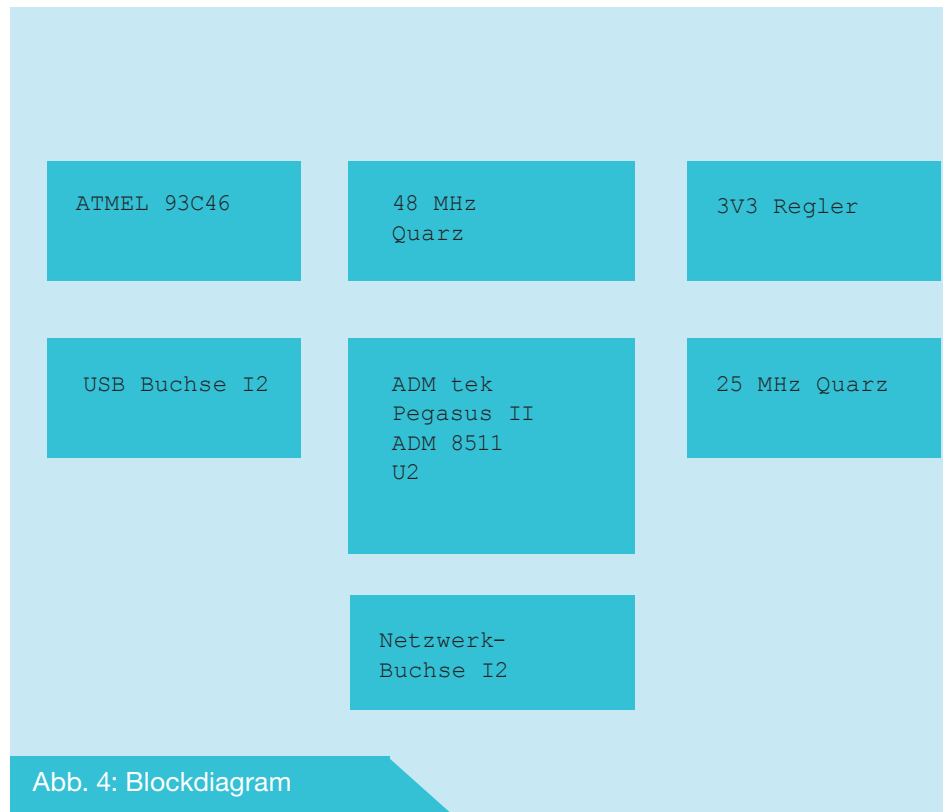 ATMEL 93C46
48 MHz
Quarz
3V3 Regler
USB Buchse I2
ADM tek
Pegasus II
ADM 8511
U2
25 MHz Quarz
Netzwerk-
Buchse I2
Abb. 4: Blockdiagram